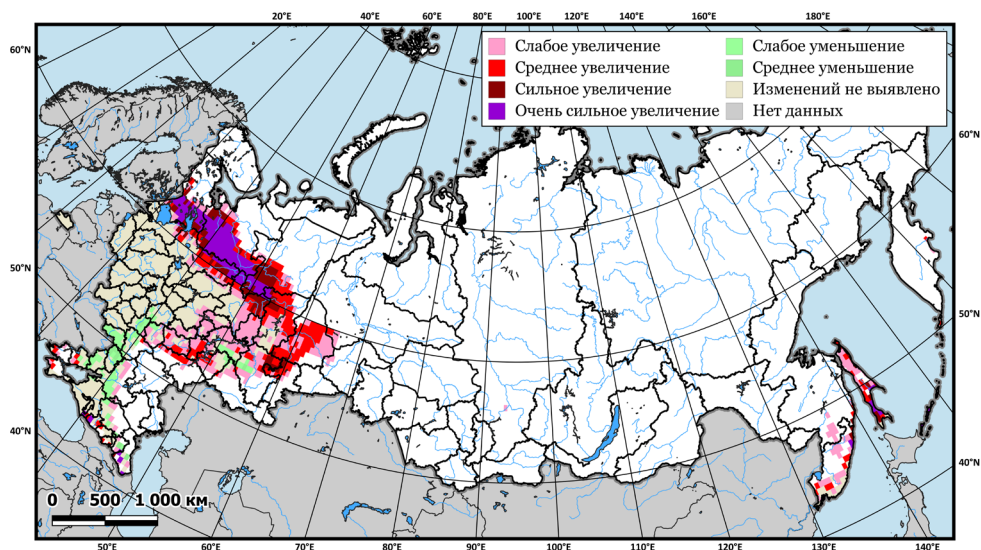 20°E 40°E 60°E 80°E 100°E 120°E 140°E 160°E 180°E
60°N
50°N
40°N
Слабое увеличение
Среднее увеличение
Сильное увеличение
Очень сильное увеличение
Слабое уменьшение
Среднее уменьшение
Изменений не выявлено
Нет данных
60°N
50°N
40°N
0 500 1 000 км
50°E 60°E 70°E 80°E 90°E 100°E 110°E 120°E 130°E 140°E